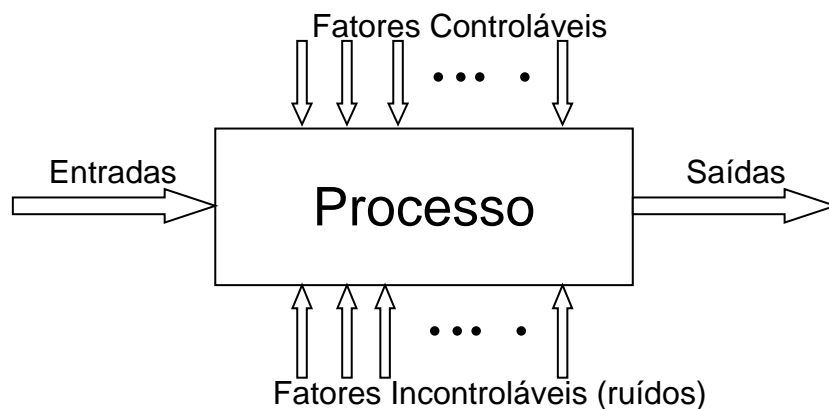 Fatores Controláveis
Entradas
Processo
Saídas
Fatores Incontroláveis (ruídos)